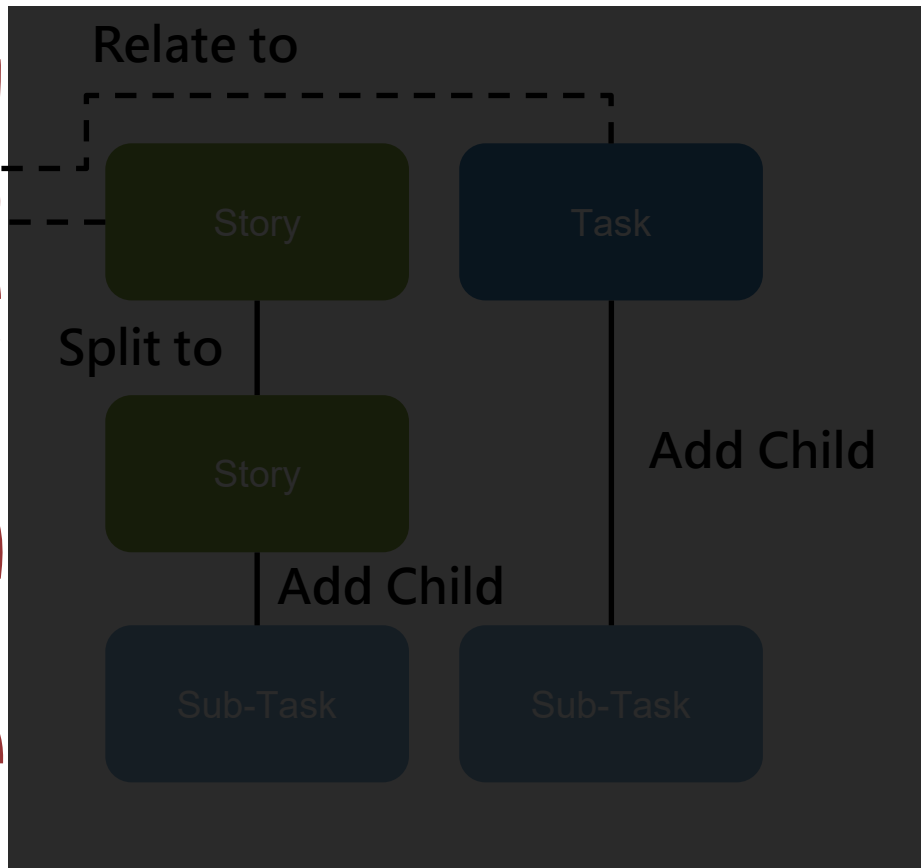 Relate to
Story
Task
Split to
Story
Add Child
Add Child
Sub-Task
Sub-Task